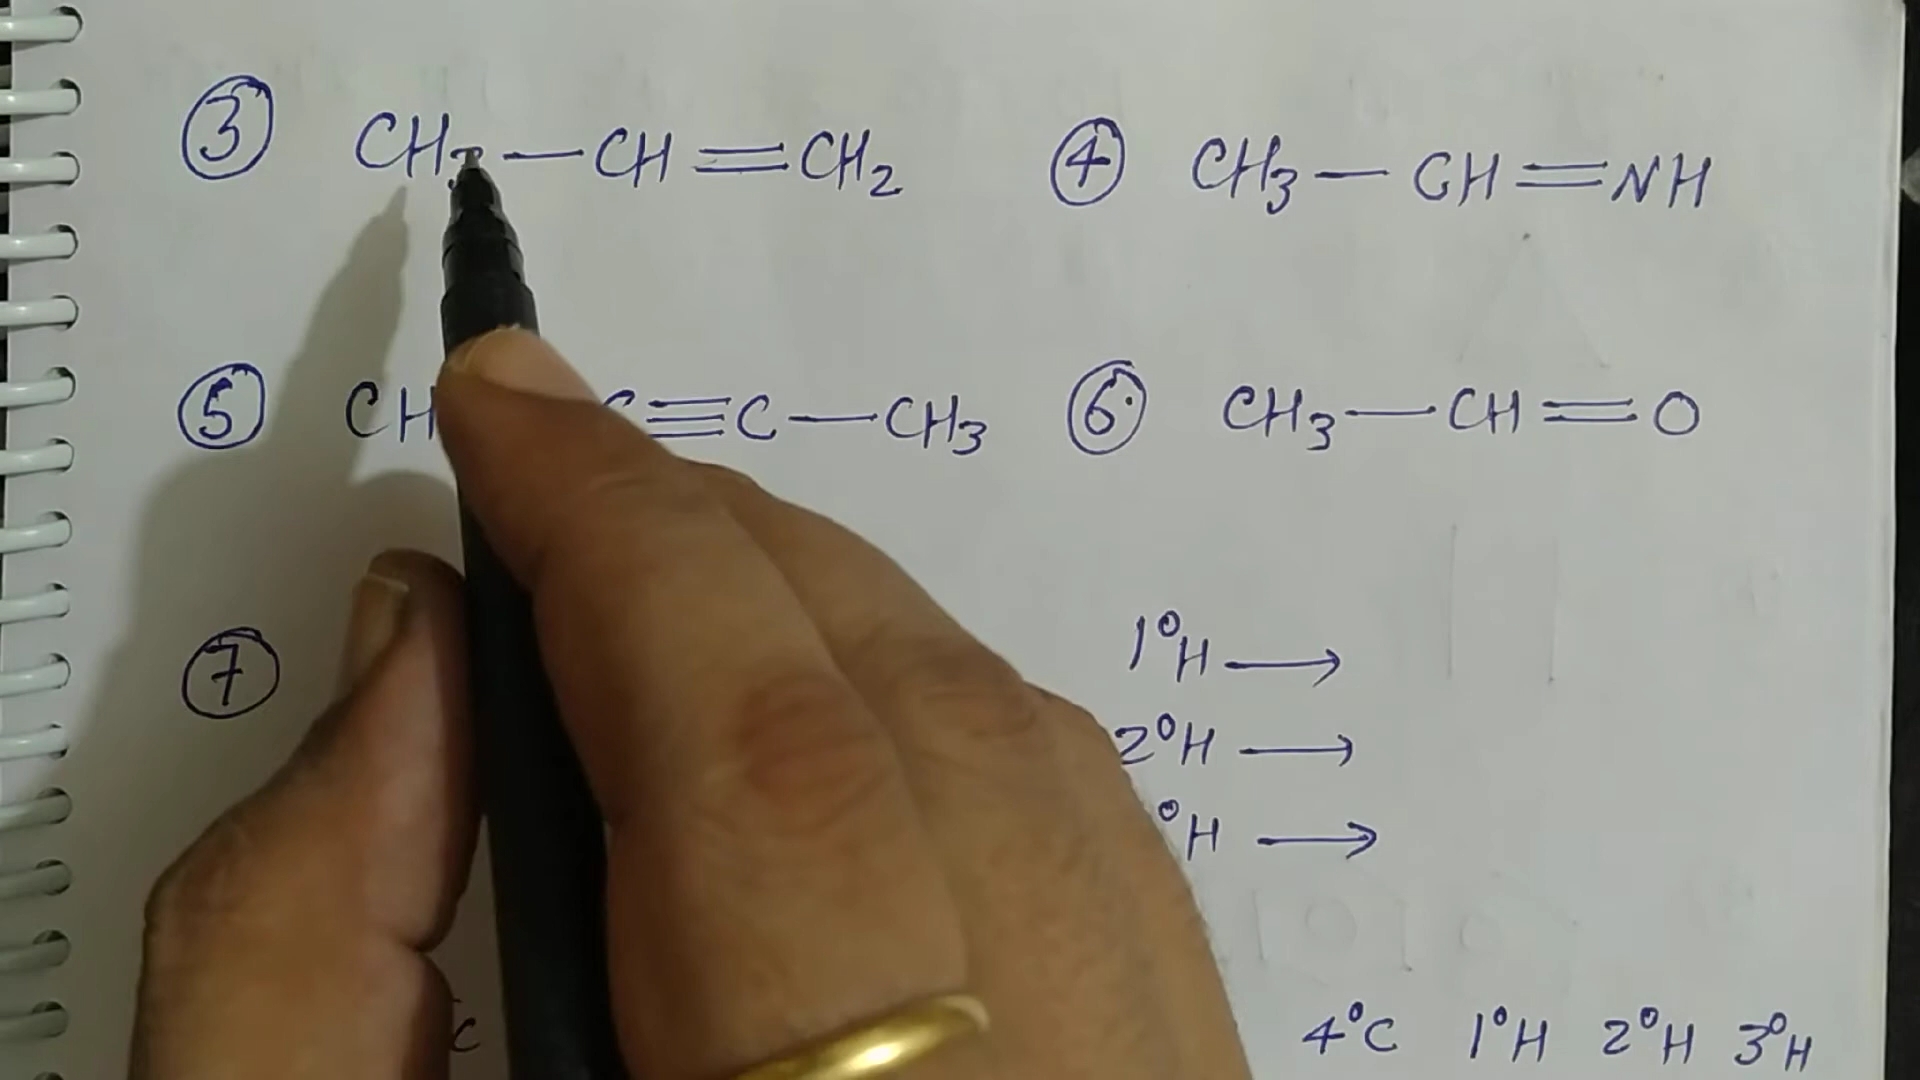 ③ CH3 — CH = CH2 ④ CH3 — CH = NH
⑤ CH C ≡ C — CH3 ⑥ CH3 — CH = O
⑦
1°H →
2°H →
°H →
C 4°C 1°H 2°H 3°H